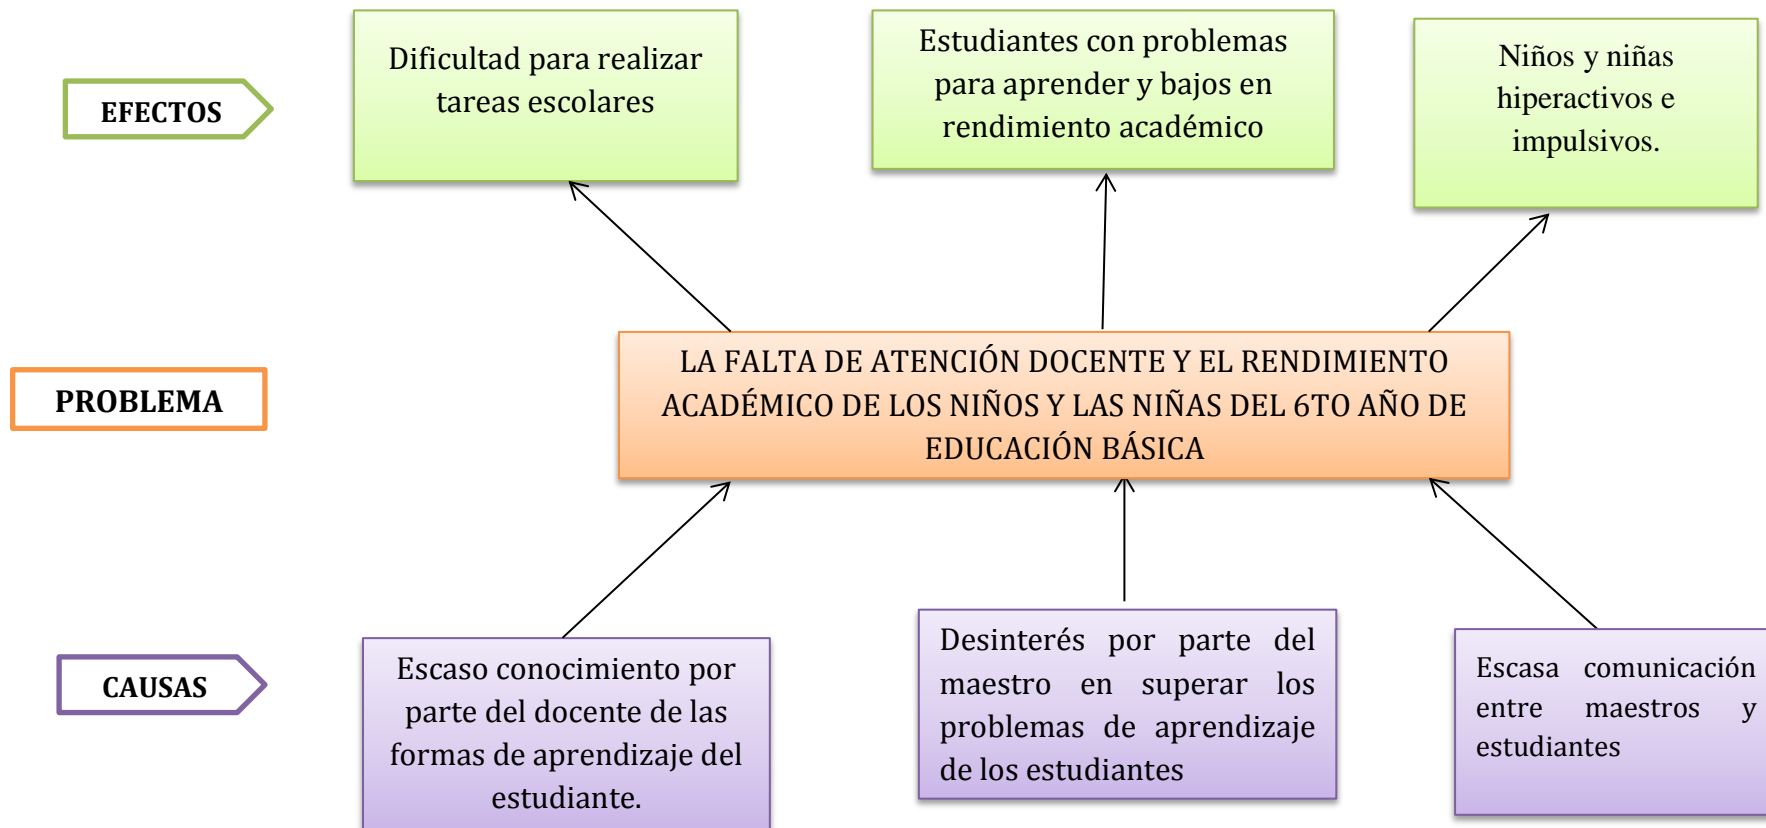 EFECTOS
Dificultad para realizar
tareas escolares
Estudiantes con problemas
para aprender y bajos en
rendimiento académico
Niños y niñas
hiperactivos e
impulsivos.
PROBLEMA
LA FALTA DE ATENCIÓN DOCENTE Y EL RENDIMIENTO
ACADÉMICO DE LOS NIÑOS Y LAS NIÑAS DEL 6TO AÑO DE
EDUCACIÓN BÁSICA
CAUSAS
Escaso conocimiento por
parte del docente de las
formas de aprendizaje del
estudiante.
Desinterés por parte del
maestro en superar los
problemas de aprendizaje
de los estudiantes
Escasa comunicación
entre maestros y
estudiantes